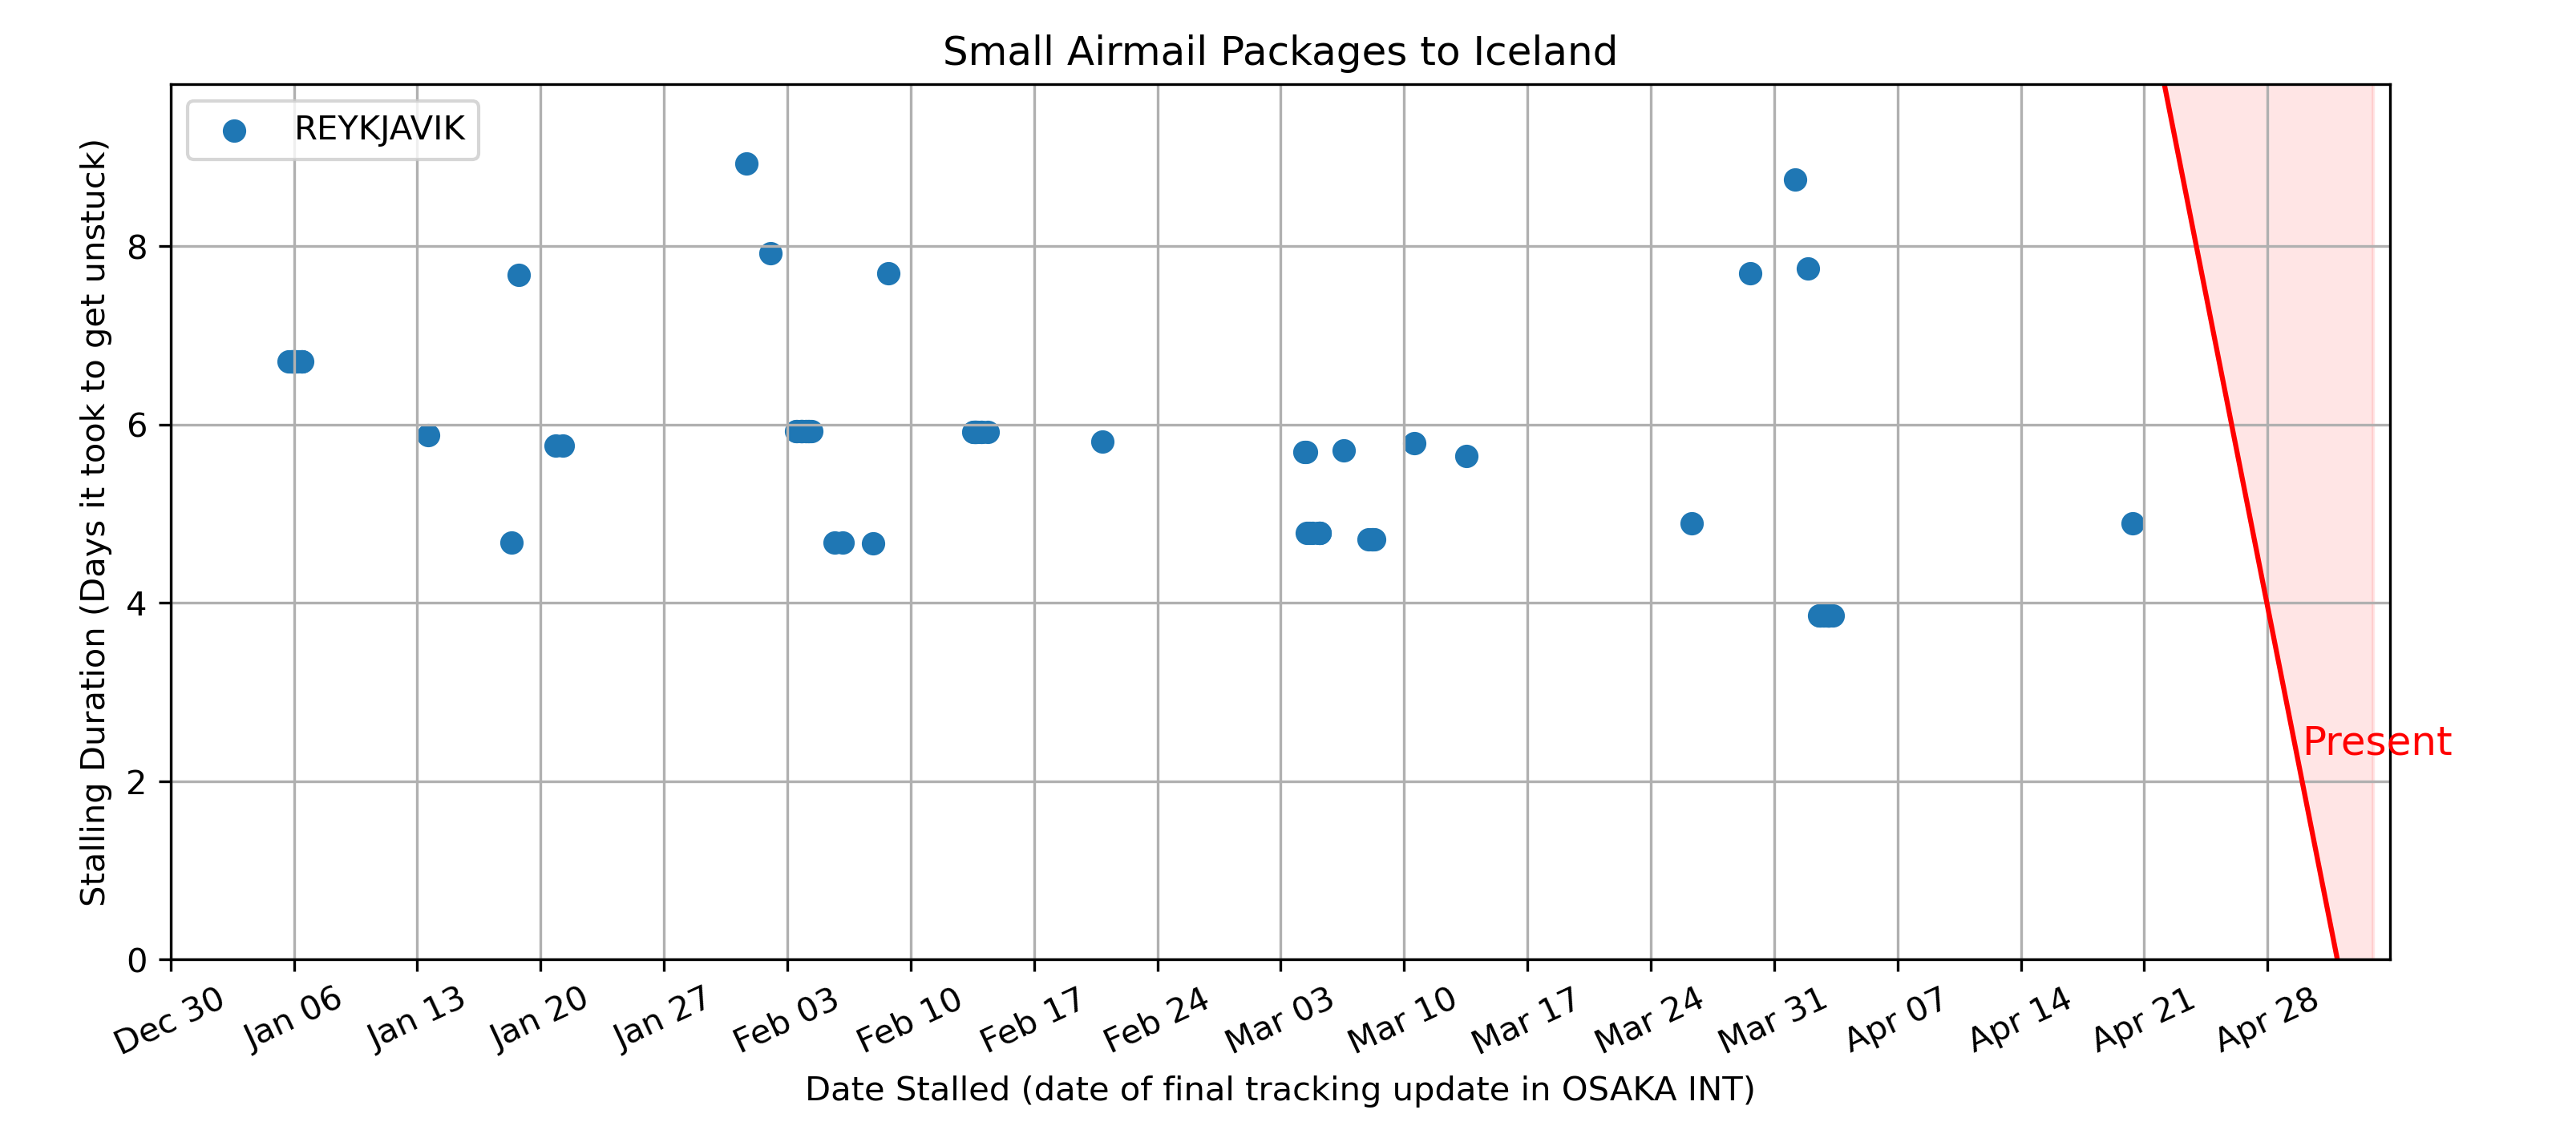 Small Airmail Packages to Iceland
REYKJAVIK
Stalling Duration (Days it took to get unstuck)
8
6
4
2
0
Present
Dec 30 Jan 06 Jan 13 Jan 20 Jan 27 Feb 03 Feb 10 Feb 17 Feb 24 Mar 03 Mar 10 Mar 17 Mar 24 Mar 31 Apr 07 Apr 14 Apr 21 Apr 28
Date Stalled (date of final tracking update in OSAKA INT)